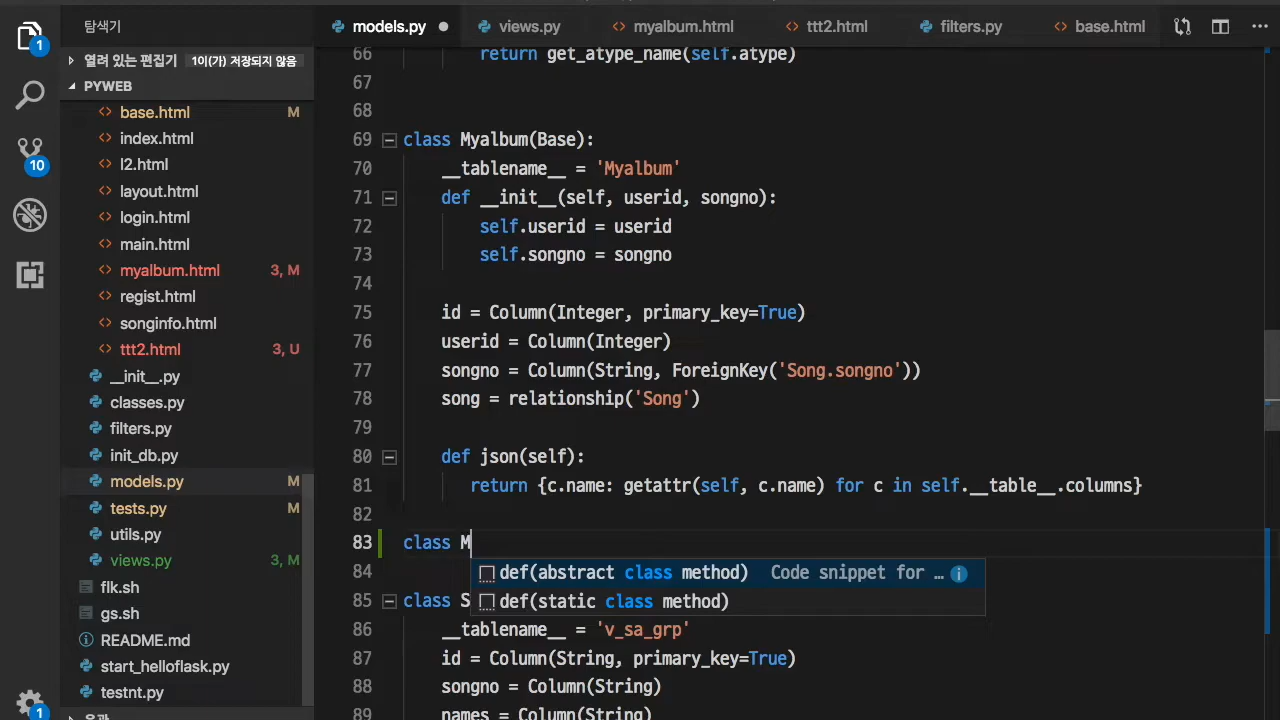 탐색기
models.py
views.py
myalbum.html
ttt2.html
filters.py
base.html
1
열려 있는 편집기 1이(가) 저장되지 않음
PYWEB
base.html M
index.html
l2.html
layout.html
login.html
main.html
myalbum.html 3, M
regist.html
songinfo.html
ttt2.html 3, U
__init__.py
classes.py
filters.py
init_db.py
models.py M
tests.py M
utils.py
views.py 3, M
flk.sh
gs.sh
README.md
start_helloflask.py
testnt.py
10
1
66 return get_atype_name(self.atype)
67
68
69 class Myalbum(Base):
70 __tablename__ = 'Myalbum'
71 def __init__(self, userid, songno):
72 self.userid = userid
73 self.songno = songno
74
75 id = Column(Integer, primary_key=True)
76 userid = Column(Integer)
77 songno = Column(String, ForeignKey('Song.songno'))
78 song = relationship('Song')
79
80 def json(self):
81 return {c.name: getattr(self, c.name) for c in self.__table__.columns}
82
83 class M
def(abstract class method) Code snippet for …
def(static class method)
84
85 class S
86 __tablename__ = 'v_sa_grp'
87 id = Column(String, primary_key=True)
88 songno = Column(String)
89 names = Column(String)